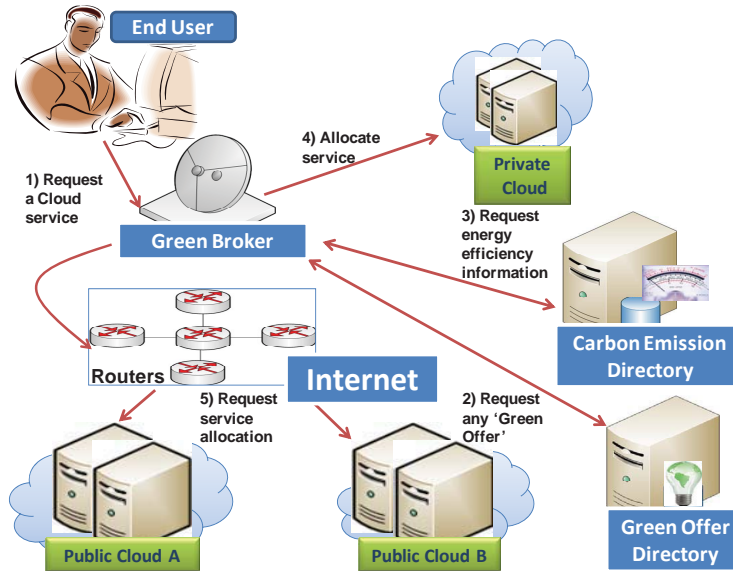 End User
4) Allocate
service
Private
Cloud
1) Request
a Cloud
service
Green Broker
3) Request
energy
efficiency
information
Carbon Emission
Directory
Routers
Internet
5) Request
service
allocation
2) Request
any ‘Green
Offer’
Public Cloud A
Public Cloud B
Green Offer
Directory